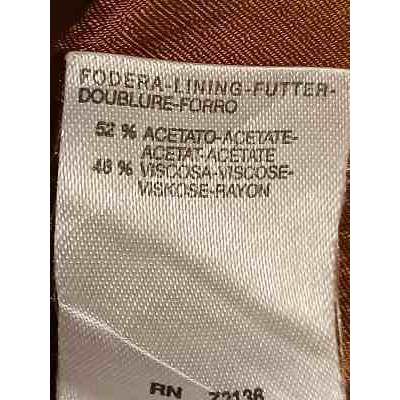 FODERA-LINING-FUTTER-
DOUBLURE-FORRO
52 % ACETATO-ACETATE-
ACETAT-ACETATE
48 % VISCOSA-VISCOSE-
VISKOSE-RAYON
RN